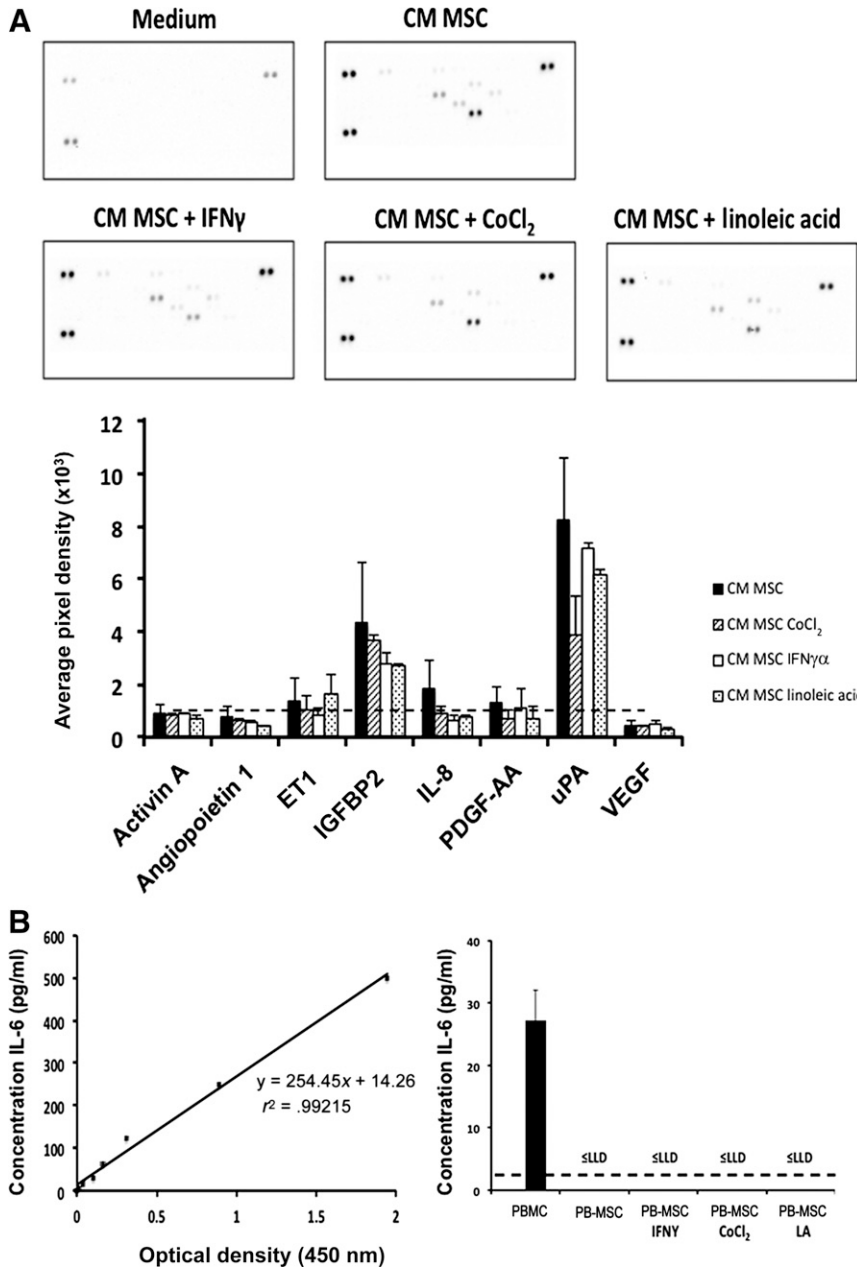 A
Medium
CM MSC
CM MSC + IFNγ
CM MSC + CoCl₂
CM MSC + linoleic acid
Average pixel density (x10³)
12
10
8
6
4
2
0
Activin A
Angiopoietin 1
ET1
IGFBP2
IL-8
PDGF-AA
uPA
VEGF
CM MSC
CM MSC CoCl₂
CM MSC IFNγα
CM MSC linoleic acid
B
Concentration IL-6 (pg/ml)
600
500
400
300
200
100
0
y = 254.45x + 14.26
r² = .99215
0
0.5
1
1.5
2
Optical density (450 nm)
Concentration IL-6 (pg/ml)
40
30
20
10
0
≤LLD
≤LLD
≤LLD
≤LLD
PBMC
PB-MSC
PB-MSC
IFNY
PB-MSC
CoCl₂
PB-MSC
LA